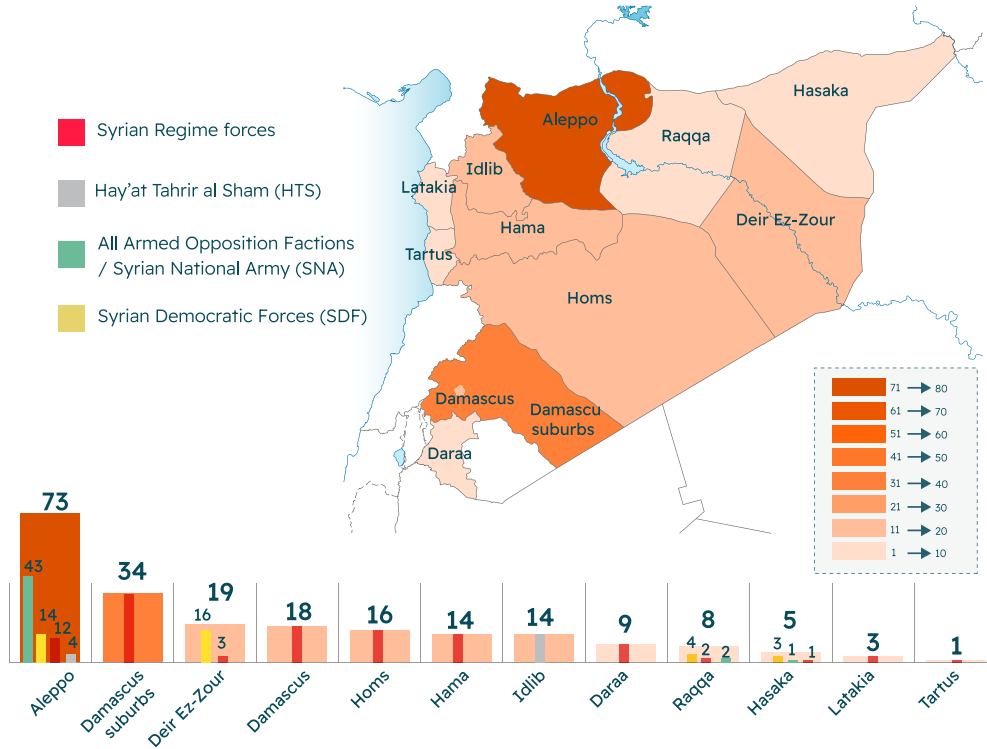 Syrian Regime forces
Hay'at Tahrir al Sham (HTS)
All Armed Opposition Factions
/ Syrian National Army (SNA)
Syrian Democratic Forces (SDF)
Hasaka
Aleppo
Raqqa
Idlib
Latakia
Deir Ez-Zour
Hama
Tartus
Homs
Damascus
Damascu
suburbs
Daraa
71 80
61 70
51 60
41 50
31 40
21 30
11 20
1 10
73
43
14
12
4
34
19
16
3
18
16
14
14
9
8
4
2
2
5
3
1
1
3
1
Aleppo
Damascus
suburbs
Deir Ez-Zour
Damascus
Homs
Hama
Idlib
Daraa
Raqqa
Hasaka
Latakia
Tartus